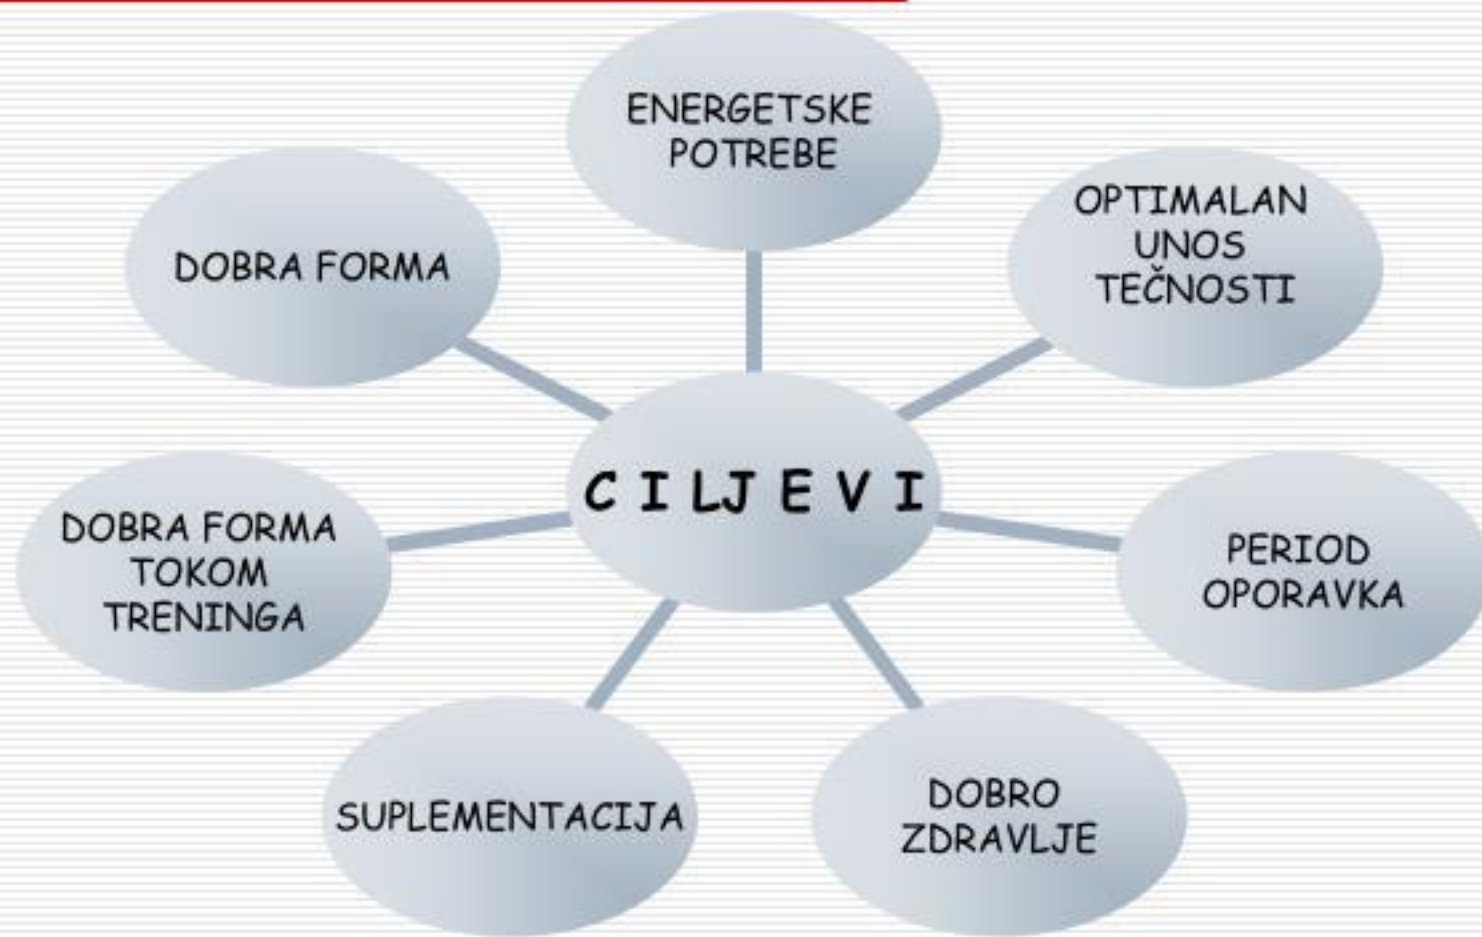 ENERGETSKE
POTREBE
OPTIMALAN
UNOS
TEČNOSTI
DOBRA FORMA
C I LJ E V I
DOBRA FORMA
TOKOM
TRENINGA
PERIOD
OPORAVKA
SUPLEMENTACIJA
DOBRO
ZDRAVLJE